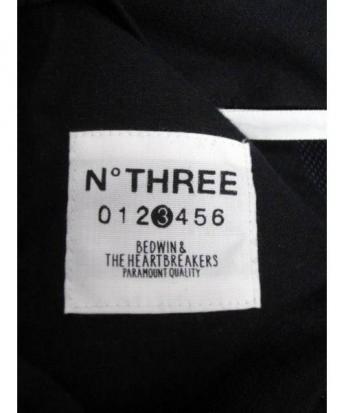 N°THREE
0123456
BEDWIN &
THE HEARTBREAKERS
PARAMOUNT QUALITY